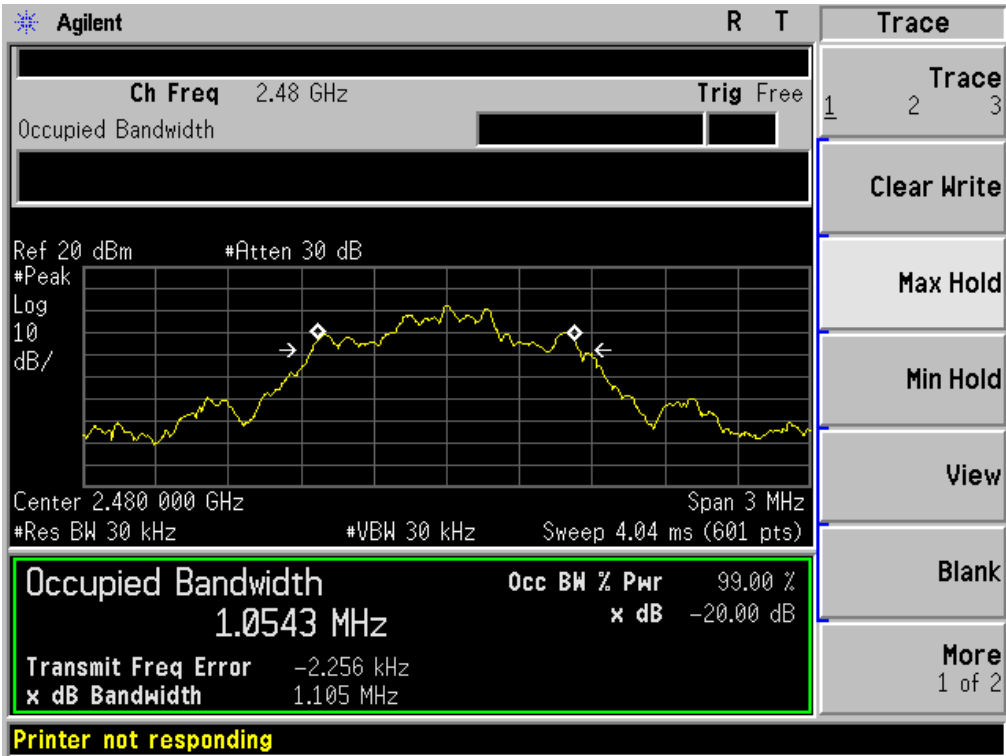 Agilent
R T
Trace
Ch Freq 2.48 GHz
Trig Free
Occupied Bandwidth
Ref 20 dBm #Atten 30 dB
#Peak
Log
10
dB/
Center 2.480 000 GHz Span 3 MHz
#Res BW 30 kHz #VBW 30 kHz Sweep 4.04 ms (601 pts)
Occupied Bandwidth
1.0543 MHz
Occ BW % Pwr 99.00 %
x dB -20.00 dB
Transmit Freq Error -2.256 kHz
x dB Bandwidth 1.105 MHz
Printer not responding
Trace
1 2 3
Clear Write
Max Hold
Min Hold
View
Blank
More
1 of 2